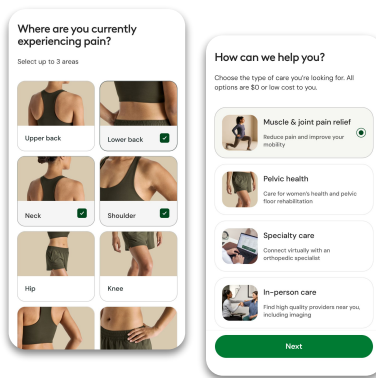 Where are you currently
experiencing pain?
Select up to 3 areas
Upper back
Lower back
Neck
Shoulder
Hip
Knee
How can we help you?
Choose the type of care you're looking for. All
options are $0 or low cost to you.
Muscle & joint pain relief
Reduce pain and improve your
mobility
Pelvic health
Care for women's health and pelvic
floor rehabilitation
Specialty care
Connect virtually with an
orthopedic specialist
In-person care
Find high quality providers near you,
including imaging
Next